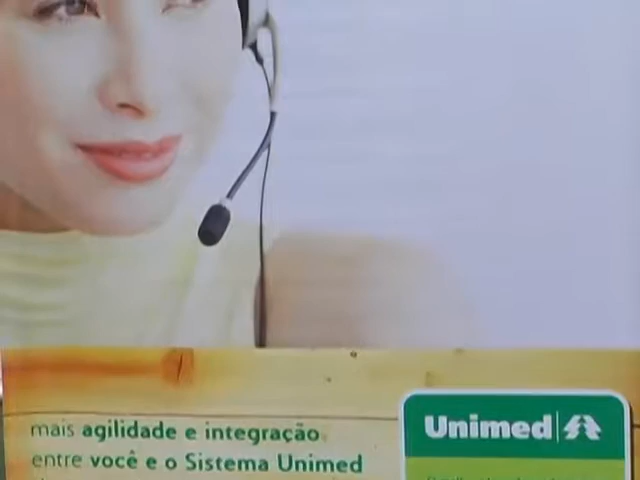 mais agilidade e integração
entre você e o Sistema Unimed
Unimed